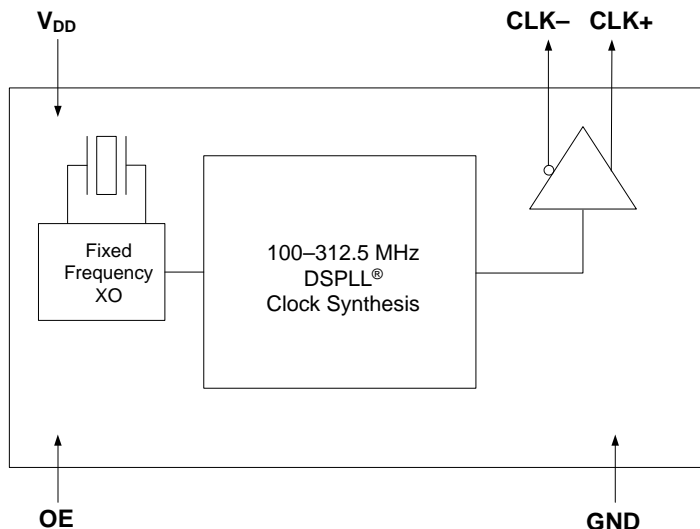 VDD
CLK– CLK+
Fixed
Frequency
XO
100–312.5 MHz
DSPLL®
Clock Synthesis
OE
GND